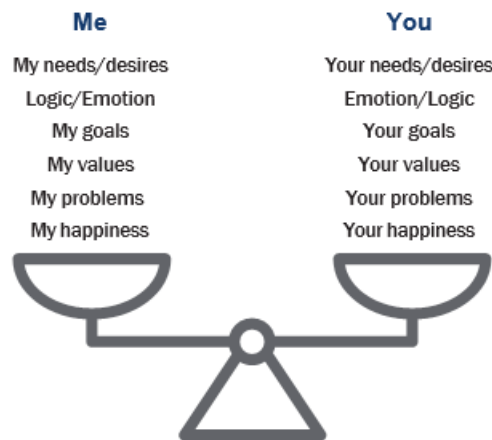 Me
My needs/desires
Logic/Emotion
My goals
My values
My problems
My happiness
You
Your needs/desires
Emotion/Logic
Your goals
Your values
Your problems
Your happiness